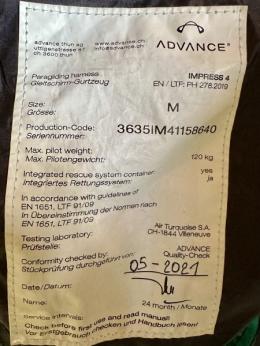 ADVANCE
advance thun ag
uttigenstrasse 87
ch 3600 thun
www.advance.ch
info@advance.ch
Paragliding harness IMPRESS 4
Gleitschirm-Gurtzeug EN / LTF: PH 278.2019
Size: M
Grösse:
Production-Code: 3635IM41158640
Seriennummer:
Max. pilot weight:
Max. Pilotengewicht: 120 kg
Integrated rescue system container: yes
Integriertes Rettungssystem: ja
In accordance with guidelines of
EN 1651, LTF 91/09
In Übereinstimmung der Normen nach
EN 1651, LTF 91/09
Testing laboratory: Air Turquoise S.A.
Prüfstelle: CH-1844 Villeneuve
Conformity checked by: ADVANCE
Stückprüfung durchgeführt von: Quality-Check
Date/Datum: 05-2021
Name:
Service intervals: 24 month / Monate
Check before first use and read manual!
Vor Erstgebrauch checken und Handbuch lesen!